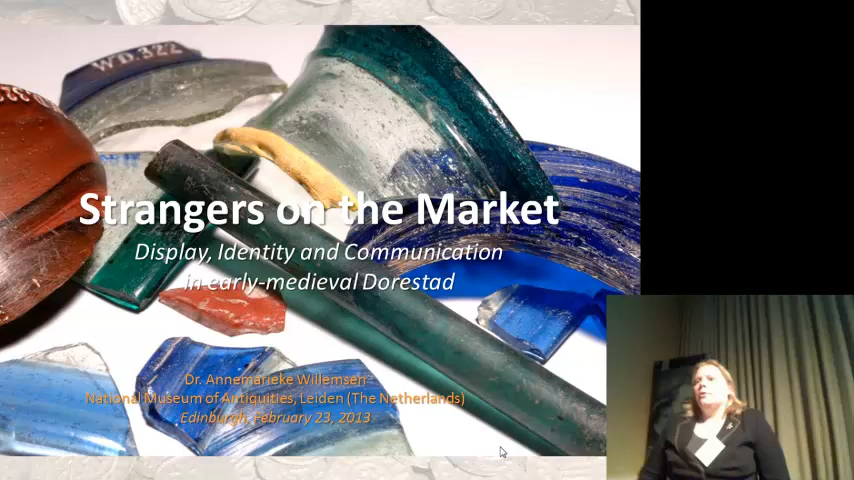 WD.322
Strangers on the Market
Display, Identity and Communication
in early-medieval Dorestad
Dr. Annemarieke Willemsen
National Museum of Antiquities, Leiden (The Netherlands)
Edinburgh, February 23, 2013